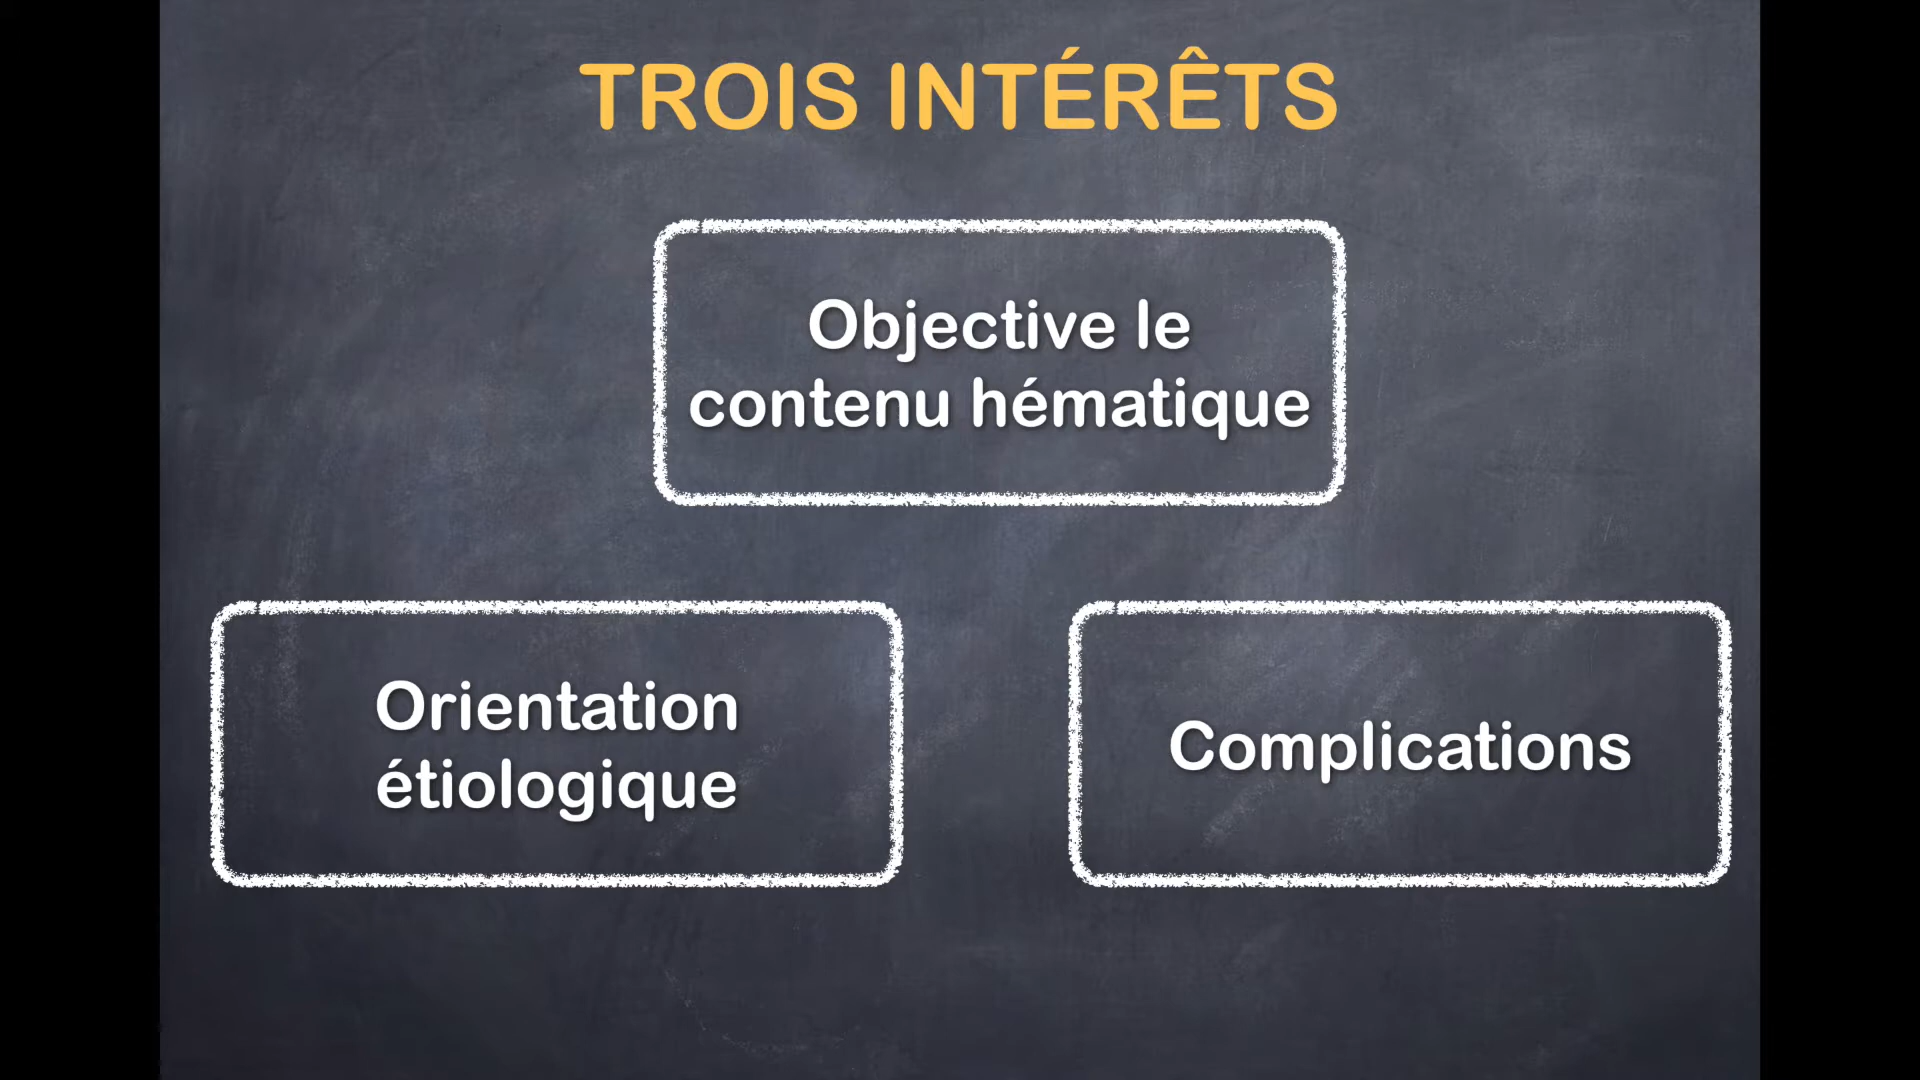 TROIS INTÉRÊTS
Objective le
contenu hématique
Orientation
étiologique
Complications